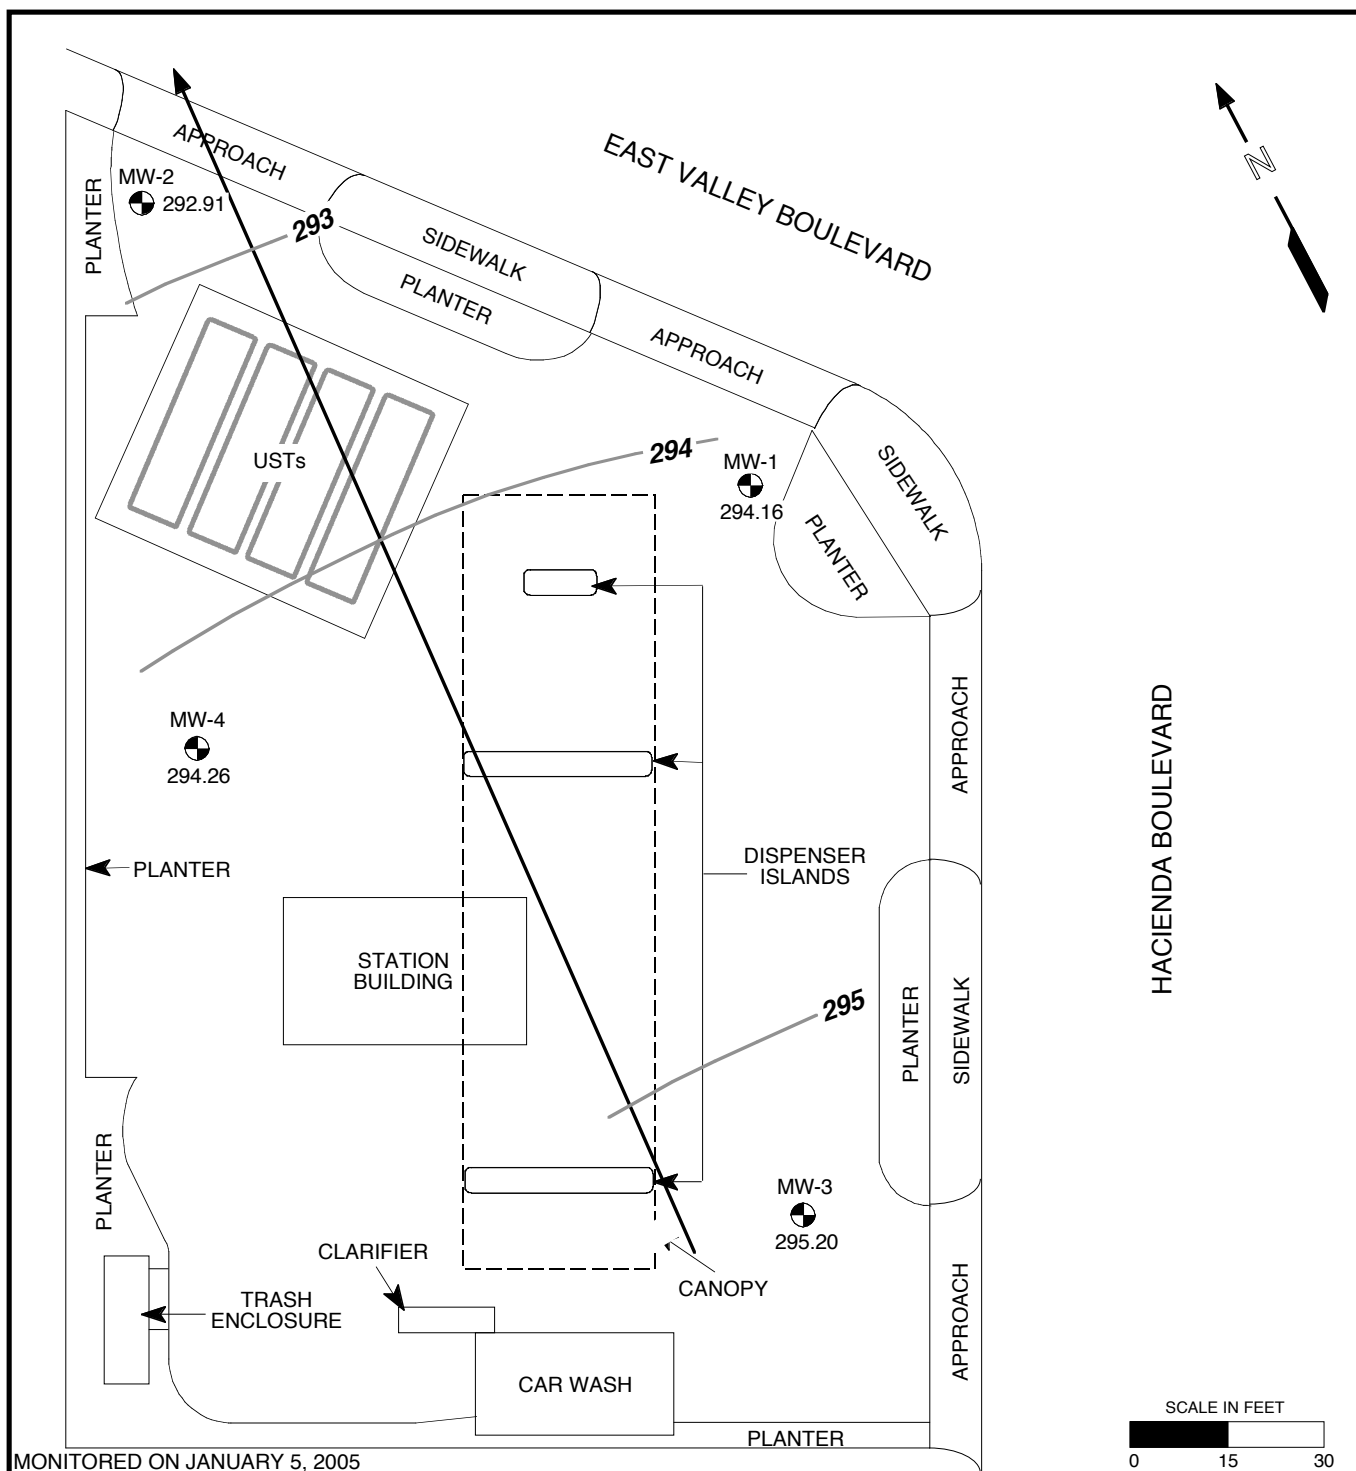 APPROACH
EAST VALLEY BOULEVARD
N
MW-2
292.91
PLANTER
293
SIDEWALK
PLANTER
APPROACH
294
MW-1
294.16
SIDEWALK
PLANTER
USTs
MW-4
294.26
APPROACH
HACIENDA BOULEVARD
PLANTER
DISPENSER
ISLANDS
STATION
BUILDING
295
PLANTER
SIDEWALK
PLANTER
MW-3
295.20
CLARIFIER
CANOPY
TRASH
ENCLOSURE
APPROACH
CAR WASH
SCALE IN FEET
PLANTER
0 15 30
MONITORED ON JANUARY 5, 2005